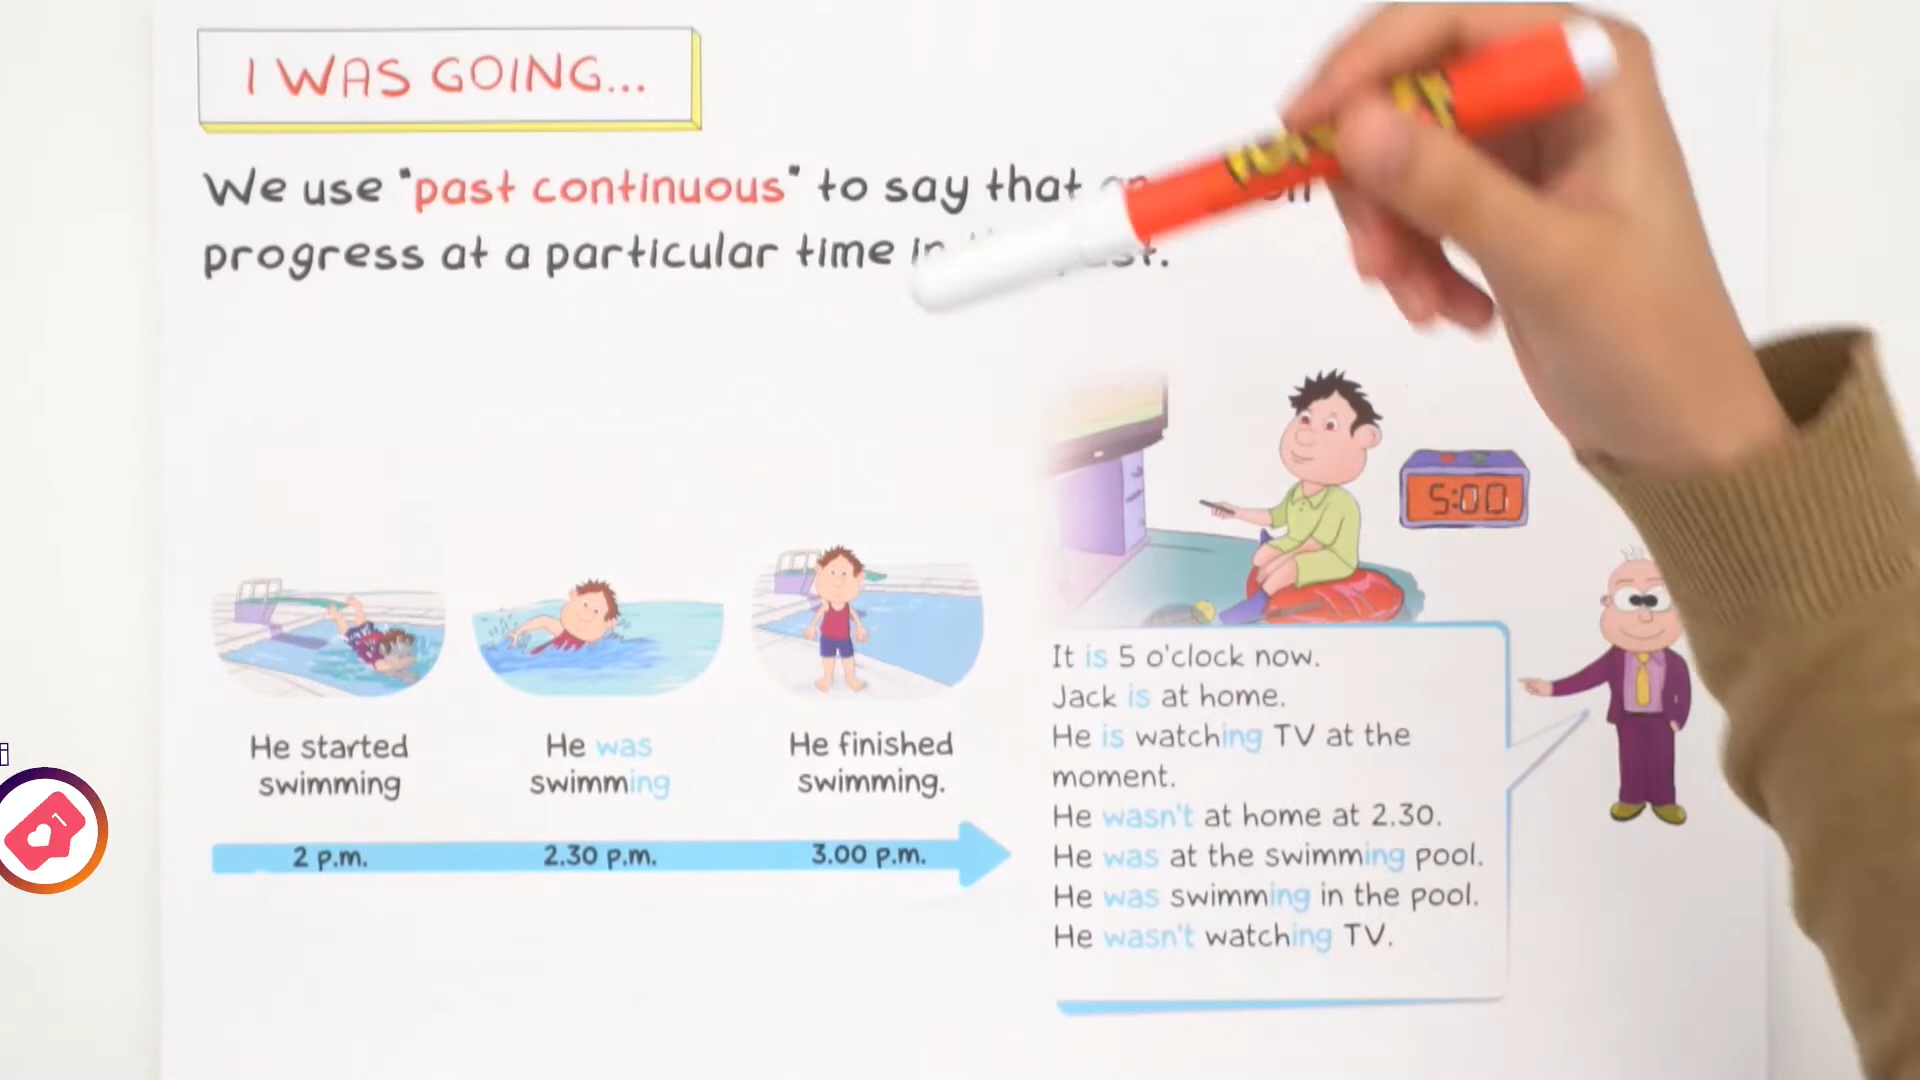 I WAS GOING...
We use "past continuous" to say that
progress at a particular time in
He started
swimming
He was
swimming
He finished
swimming.
2 p.m.
2.30 p.m.
3.00 p.m.
5:00
It is 5 o'clock now.
Jack is at home.
He is watching TV at the
moment.
He wasn't at home at 2.30.
He was at the swimming pool.
He was swimming in the pool.
He wasn't watching TV.